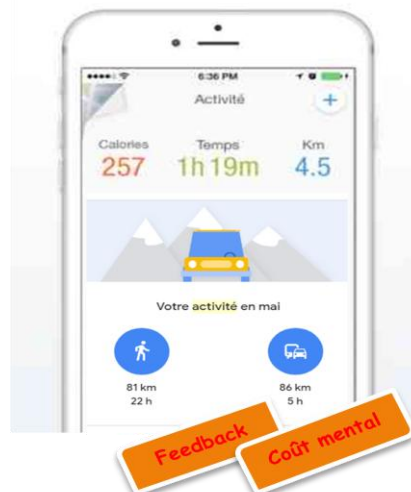 6:36 PM
Activité
+
Calories Temps Km
257 1h 19m 4.5
Votre activité en mai
81 km 86 km
22 h 5 h
Feedback
Coût mental